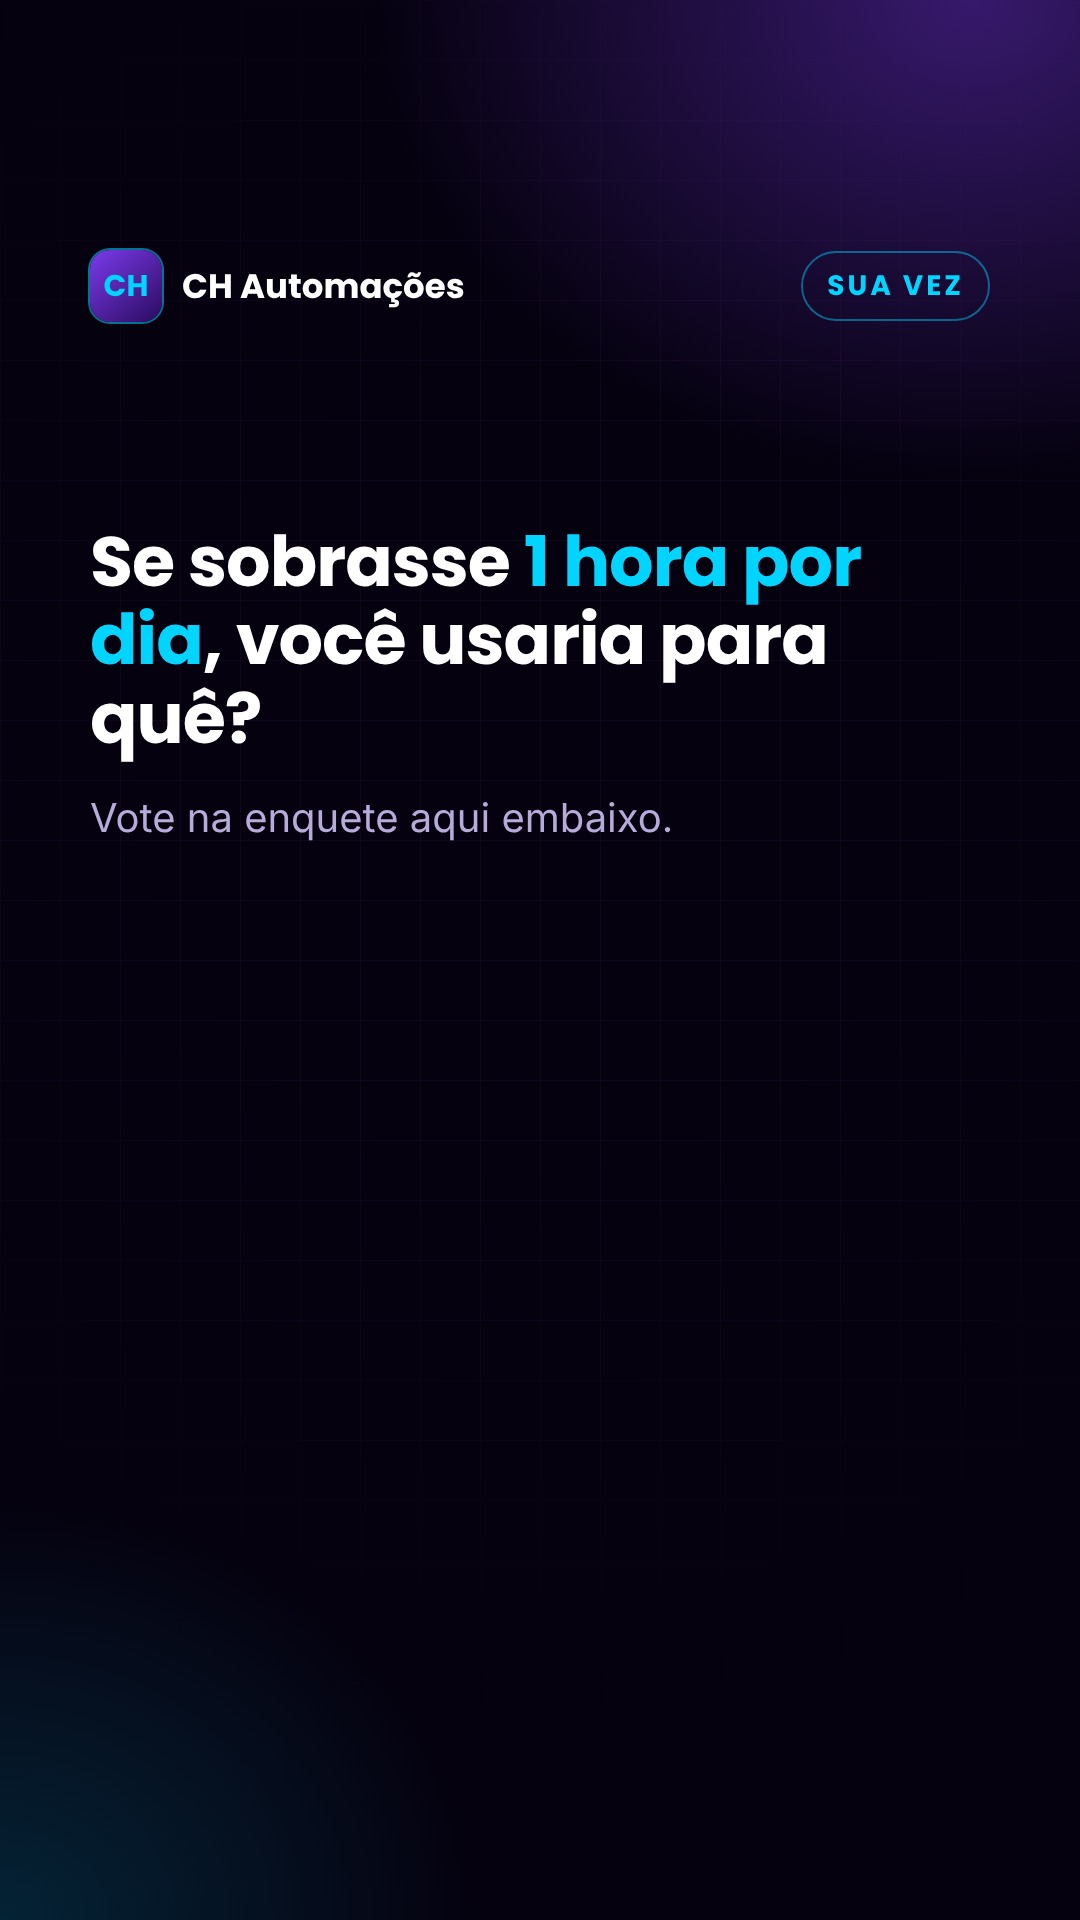 CH
CH Automações
SUA VEZ
Se sobrasse 1 hora por
dia, você usaria para
quê?
Vote na enquete aqui embaixo.